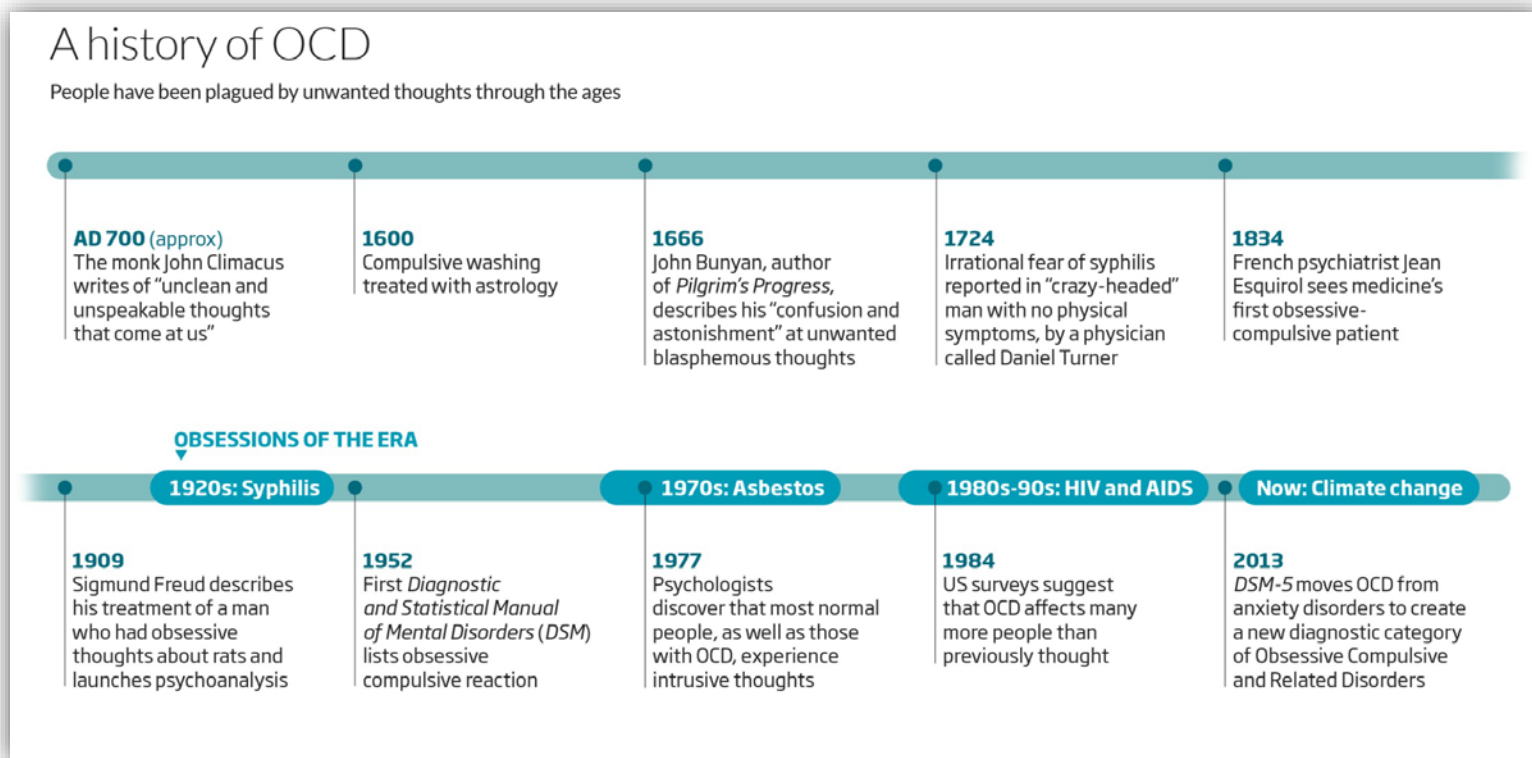 A history of OCD
People have been plagued by unwanted thoughts through the ages
AD 700 (approx)
The monk John Climacus
writes of “unclean and
unspeakable thoughts
that come at us”
1600
Compulsive washing
treated with astrology
1666
John Bunyan, author
of Pilgrim’s Progress,
describes his “confusion and
astonishment” at unwanted
blasphemous thoughts
1724
Irrational fear of syphilis
reported in “crazy-headed”
man with no physical
symptoms, by a physician
called Daniel Turner
1834
French psychiatrist Jean
Esquirol sees medicine’s
first obsessive-
compulsive patient
OBSESSIONS OF THE ERA
1920s: Syphilis
1970s: Asbestos
1980s-90s: HIV and AIDS
Now: Climate change
1909
Sigmund Freud describes
his treatment of a man
who had obsessive
thoughts about rats and
launches psychoanalysis
1952
First Diagnostic
and Statistical Manual
of Mental Disorders (DSM)
lists obsessive
compulsive reaction
1977
Psychologists
discover that most normal
people, as well as those
with OCD, experience
intrusive thoughts
1984
US surveys suggest
that OCD affects many
more people than
previously thought
2013
DSM-5 moves OCD from
anxiety disorders to create
a new diagnostic category
of Obsessive Compulsive
and Related Disorders